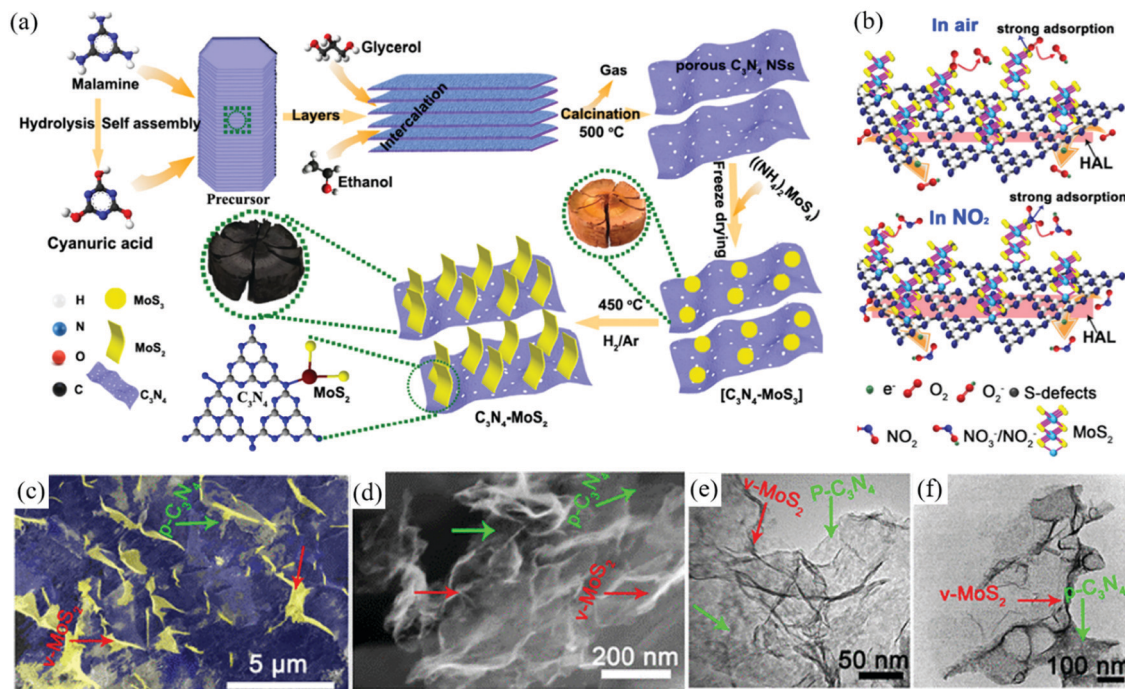 (a)
Malamine
Hydrolysis Self assembly
Cyanuric acid
Precursor
Layers
Glycerol
Ethanol
Intercalation
Gas
Calcination
500 °C
porous C₃N₄ NSs
Freeze drying
((NH₄)₂MoS₄)
[C₃N₄-MoS₃]
450 °C
H₂/Ar
C₃N₄-MoS₂
C₃N₄
MoS₂
H
N
O
C
MoS₃
MoS₂
C₃N₄
(b)
In air
strong adsorption
HAL
In NO₂
strong adsorption
HAL
e⁻
O₂
O₂⁻
S-defects
NO₂
NO₃⁻/NO₂⁻
MoS₂
(c)
p-C₃N₄
v-MoS₂
5 μm
(d)
p-C₃N₄
v-MoS₂
200 nm
(e)
v-MoS₂
P-C₃N₄
50 nm
(f)
v-MoS₂
p-C₃N₄
100 nm